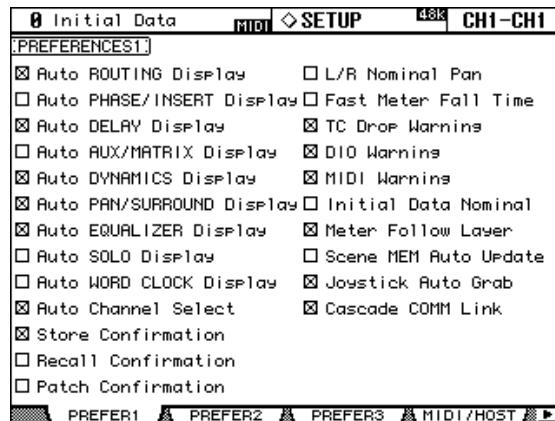 0 Initial Data MIDI ◇SETUP 48k CH1-CH1
PREFERENCES1
☒ Auto ROUTING Display ☐ L/R Nominal Pan
☐ Auto PHASE/INSERT Display ☐ Fast Meter Fall Time
☒ Auto DELAY Display ☒ TC Drop Warning
☐ Auto AUX/MATRIX Display ☒ DIO Warning
☒ Auto DYNAMICS Display ☒ MIDI Warning
☒ Auto PAN/SURROUND Display ☐ Initial Data Nominal
☒ Auto EQUALIZER Display ☒ Meter Follow Layer
☐ Auto SOLO Display ☐ Scene MEM Auto Update
☐ Auto WORD CLOCK Display ☒ Joystick Auto Grab
☒ Auto Channel Select ☒ Cascade COMM Link
☒ Store Confirmation
☐ Recall Confirmation
☐ Patch Confirmation
PREFER1 PREFER2 PREFER3 MIDI/HOST